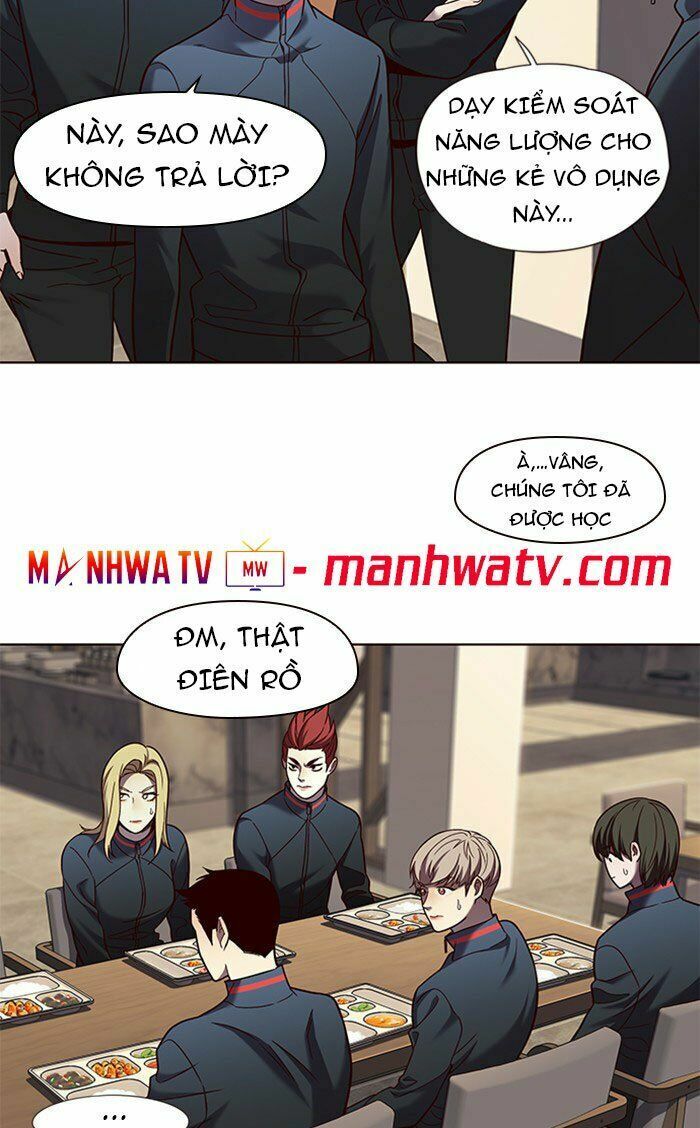 NÀY, SAO MÀY
KHÔNG TRẢ LỜI?
DẠY KIỂM SOÁT
NĂNG LƯỢNG CHO
NHỮNG KẺ VÔ DỤNG
NÀY...
À,...VÂNG,
CHÚNG TÔI ĐÃ
ĐƯỢC HỌC
MANHWATV MW - manhwatv.com
ĐM, THẬT
ĐIÊN RỒ
...